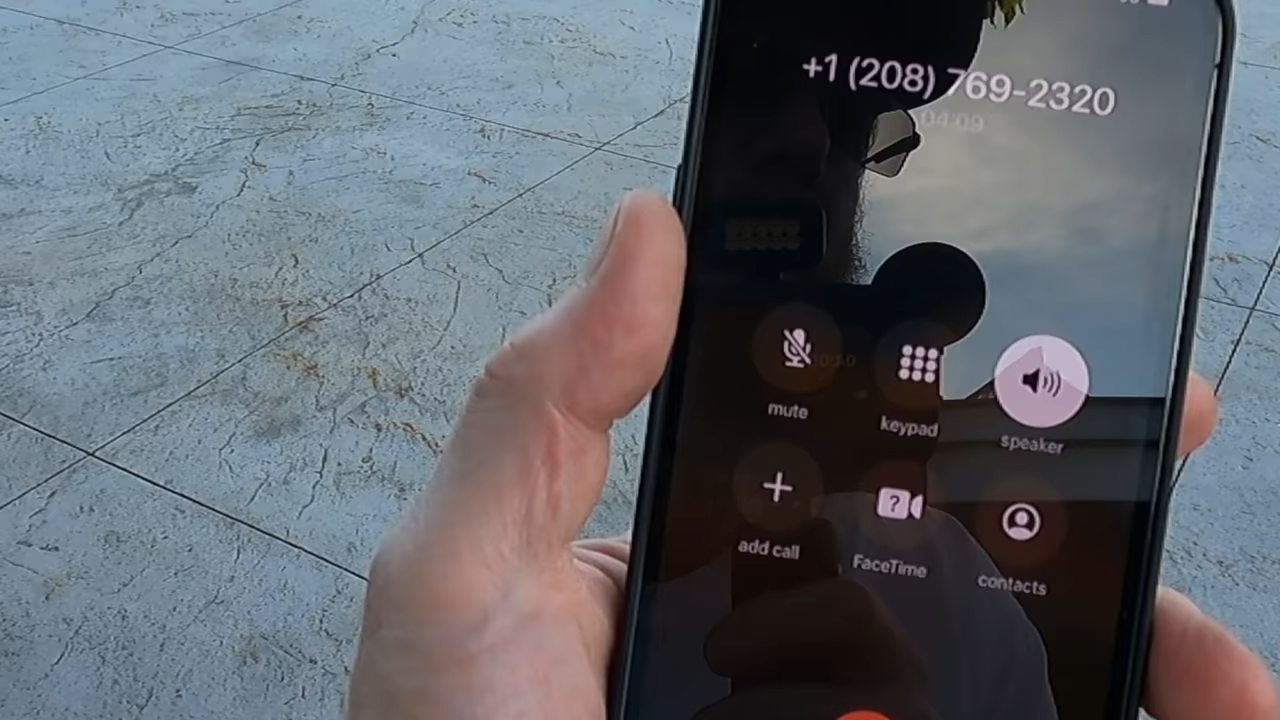 +1 (208) 769-2320
04:09
mute
keypad
speaker
add call
?
FaceTime
contacts